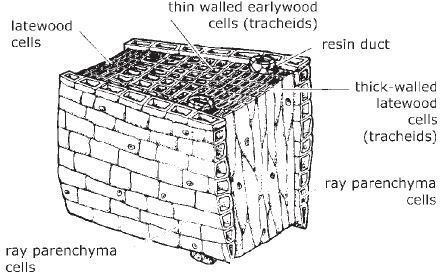 thin walled earlywood
cells (tracheids)
latewood
cells
resin duct
thick-walled
latewood
cells
(tracheids)
ray parenchyma
cells
ray parenchyma
cells